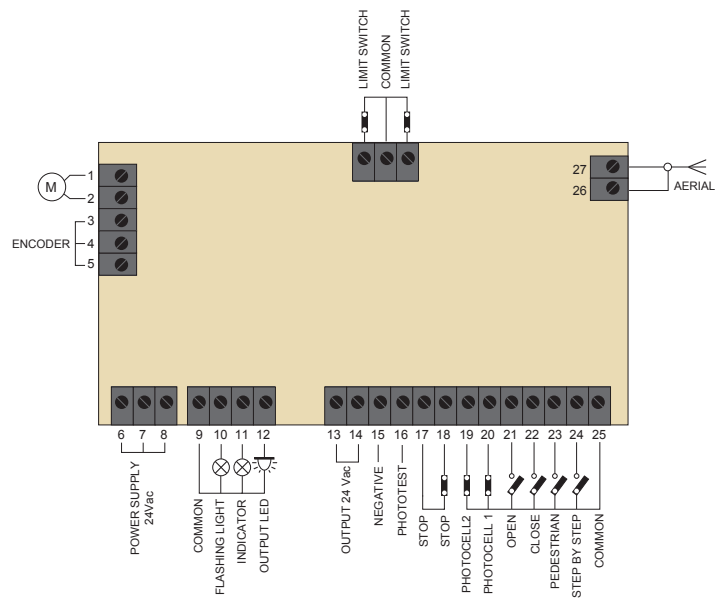 LIMIT SWITCH
COMMON
LIMIT SWITCH
1
M
2
3
ENCODER
4
5
27
26
AERIAL
6 7 8
9 10 11 12
13 14 15 16 17 18 19 20 21 22 23 24 25
POWER SUPPLY
24Vac
COMMON
FLASHING LIGHT
INDICATOR
OUTPUT LED
OUTPUT 24 Vac
NEGATIVE
PHOTOTEST
STOP
STOP
PHOTOCELL2
PHOTOCELL 1
OPEN
CLOSE
PEDESTRIAN
STEP BY STEP
COMMON